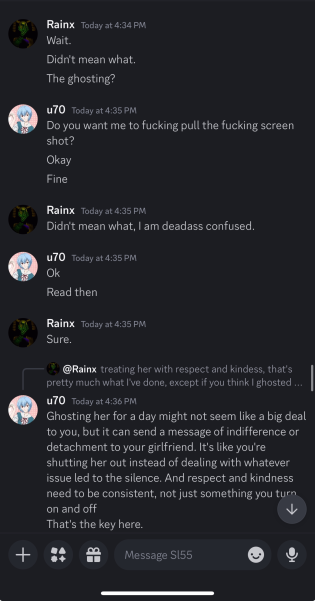 Rainx Today at 4:34 PM
Wait.
Didn't mean what.
The ghosting?
u70 Today at 4:35 PM
Do you want me to fucking pull the fucking screen
shot?
Okay
Fine
Rainx Today at 4:35 PM
Didn't mean what, I am deadass confused.
u70 Today at 4:35 PM
Ok
Read then
Rainx Today at 4:35 PM
Sure.
@Rainx treating her with respect and kindess, that's
pretty much what I've done, except if you think I ghosted ...
u70 Today at 4:36 PM
Ghosting her for a day might not seem like a big deal
to you, but it can send a message of indifference or
detachment to your girlfriend. It's like you're
shutting her out instead of dealing with whatever
issue led to the silence. And respect and kindness
need to be consistent, not just something you turn
on and off
That's the key here.
Message SI55